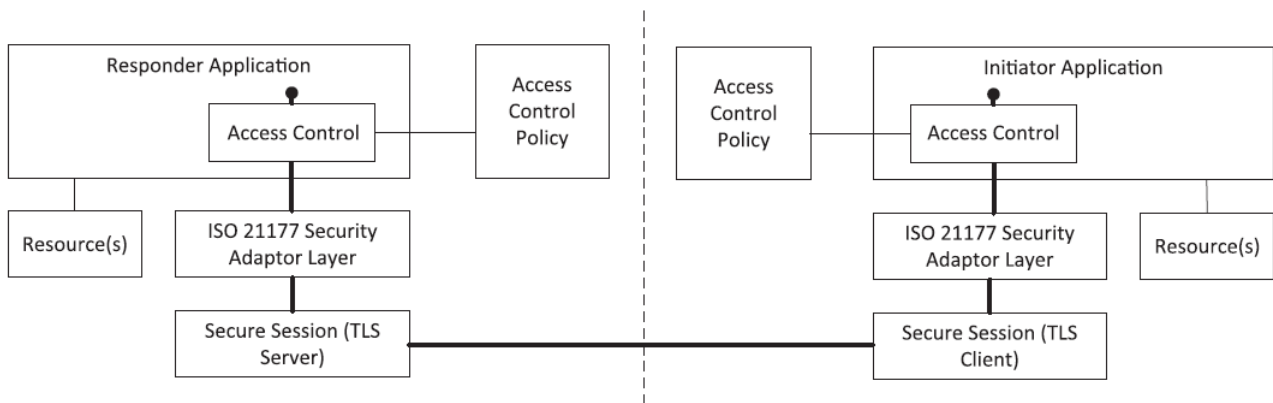 Responder Application
Access Control
Access
Control
Policy
Resource(s)
ISO 21177 Security
Adaptor Layer
Secure Session (TLS
Server)
Access
Control
Policy
Initiator Application
Access Control
ISO 21177 Security
Adaptor Layer
Resource(s)
Secure Session (TLS
Client)